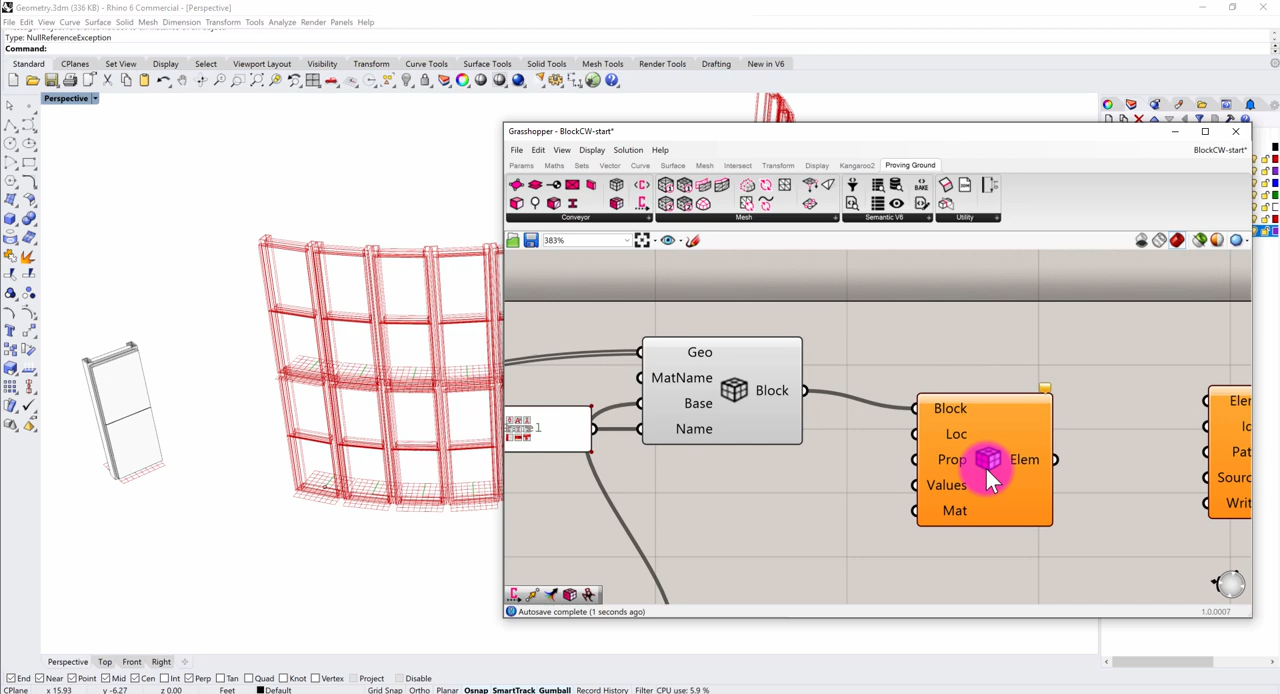 Geometry.3dm (336 KB) - Rhino 6 Commercial - [Perspective]
File Edit View Curve Surface Solid Mesh Dimension Transform Tools Analyze Render Panels Help
Type: NullReferenceException
Command:
Standard CPlanes Set View Display Select Viewport Layout Visibility Transform Curve Tools Surface Tools Solid Tools Mesh Tools Render Tools Drafting New in V6
Perspective
Grasshopper - BlockCW-start*
File Edit View Display Solution Help
BlockCW-start*
Params Maths Sets Vector Curve Surface Mesh Intersect Transform Display Kangaroo2 Proving Ground
Conveyor Mesh Semantic V6 Utility
383%
Geo
MatName
Base
Name
Block
Block
Loc
Prop
Values
Mat
Elem
Autosave complete (1 seconds ago)
1.0.0007
Perspective Top Front Right
End Near Point Mid Cen Int Perp Tan Quad Knot Vertex Project Disable
CPlane x 15.93 y -6.27 z 0.00 Feet Default Grid Snap Ortho Planar Osnap SmartTrack Gumball Record History Filter CPU use: 5.9 %